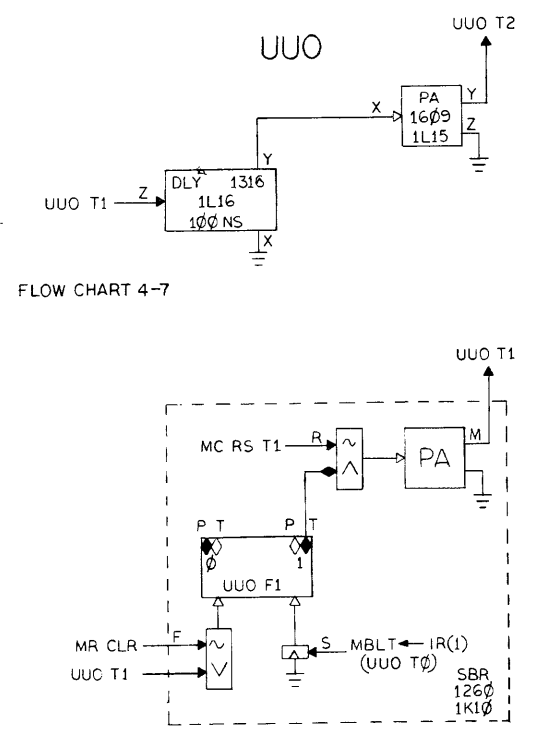 UUO T2
UUO
PA
16Ø9
1L15
Y
Z
X
Y
DLY 1316
1L16
1ØØ NS
UUO T1
Z
X
FLOW CHART 4-7
UUO T1
MC RS T1
R
~
Λ
PA
M
P T
P T
Ø
1
UUO F1
MR CLR
F
~
V
UUO T1
S
MBLT ← IR(1)
(UUO TØ)
SBR
126Ø
1K1Ø